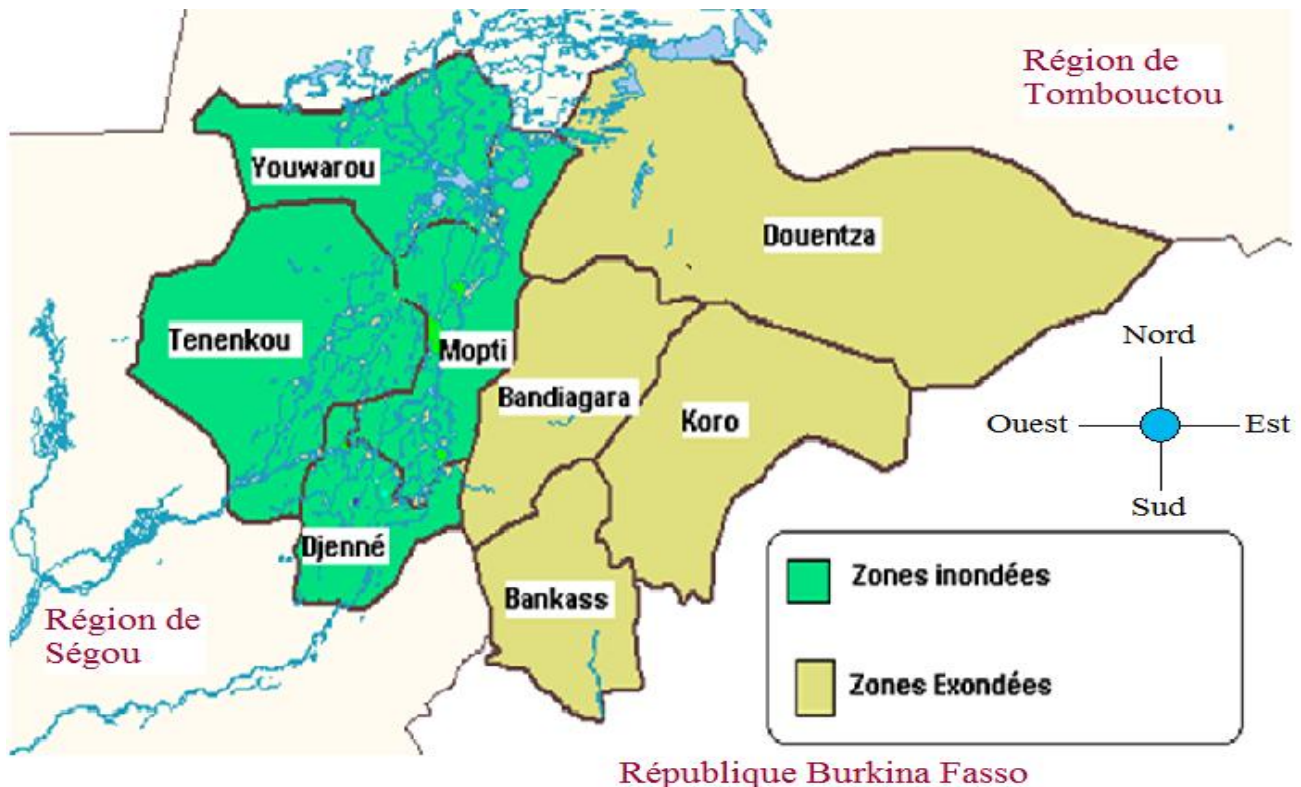 Région de
Tombouctou
Youwarou
Douentza
Tenenkou
Mopti
Nord
Bandiagara
Koro
Ouest
Est
Sud
Djenné
Zones inondées
Bankass
Région de
Ségou
Zones Exondées
République Burkina Fasso